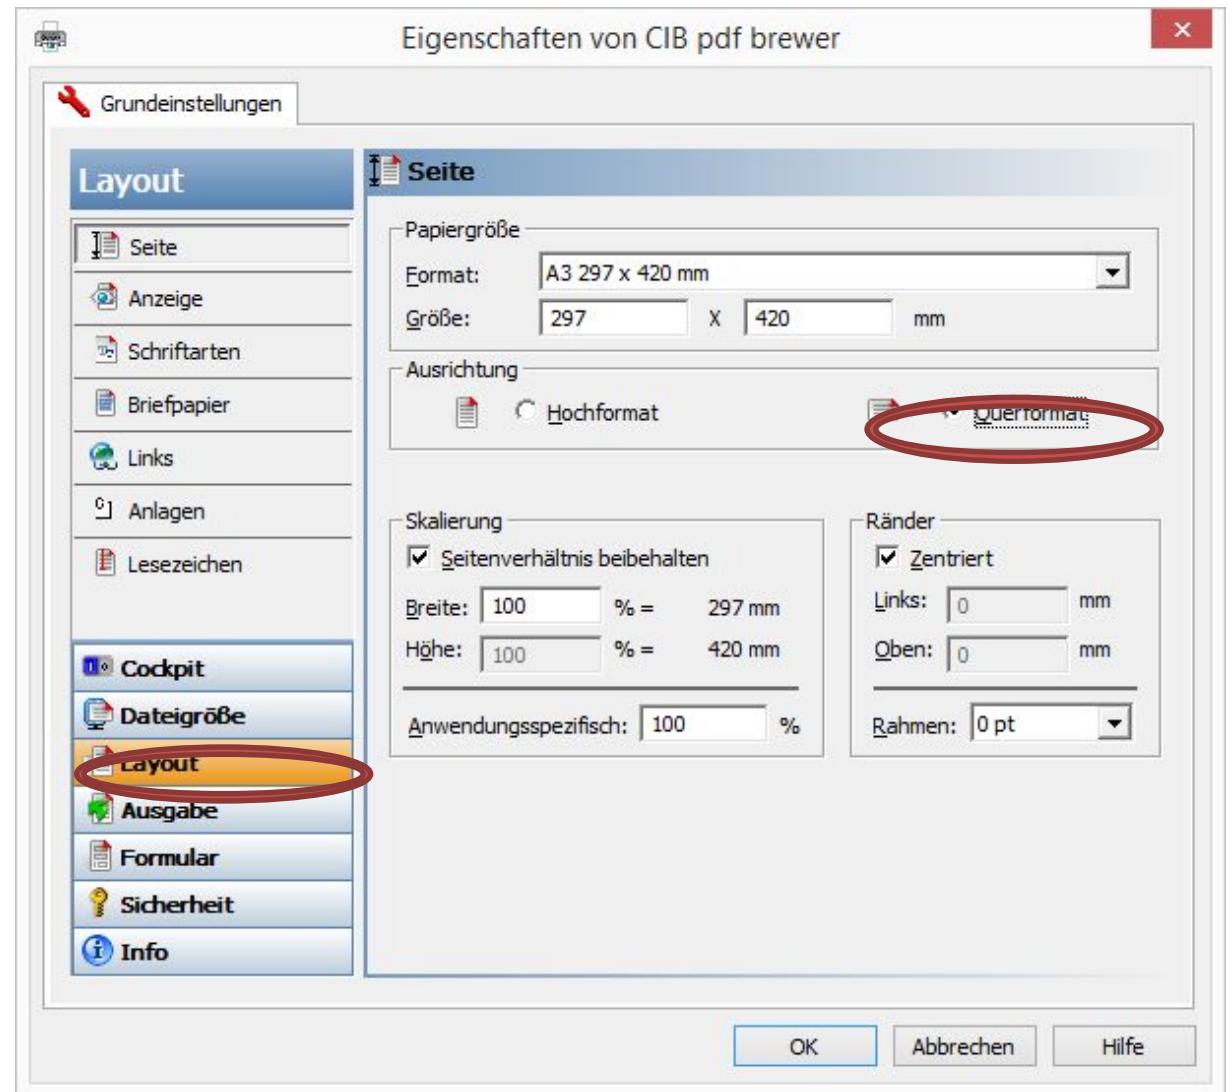 Eigenschaften von CIB pdf brewer
Grundeinstellungen
Layout
Seite
Anzeige
Schriftarten
Briefpapier
Links
Anlagen
Lesezeichen
Cockpit
Dateigröße
Layout
Ausgabe
Formular
Sicherheit
Info
Seite
Papiergröße
Format: A3 297 x 420 mm
Größe: 297 X 420 mm
Ausrichtung
Hochformat Querformat
Skalierung
Seitenverhältnis beibehalten
Breite: 100 % = 297 mm
Höhe: 100 % = 420 mm
Anwendungsspezifisch: 100 %
Ränder
Zentriert
Links: 0 mm
Oben: 0 mm
Rahmen: 0 pt
OK Abbrechen Hilfe